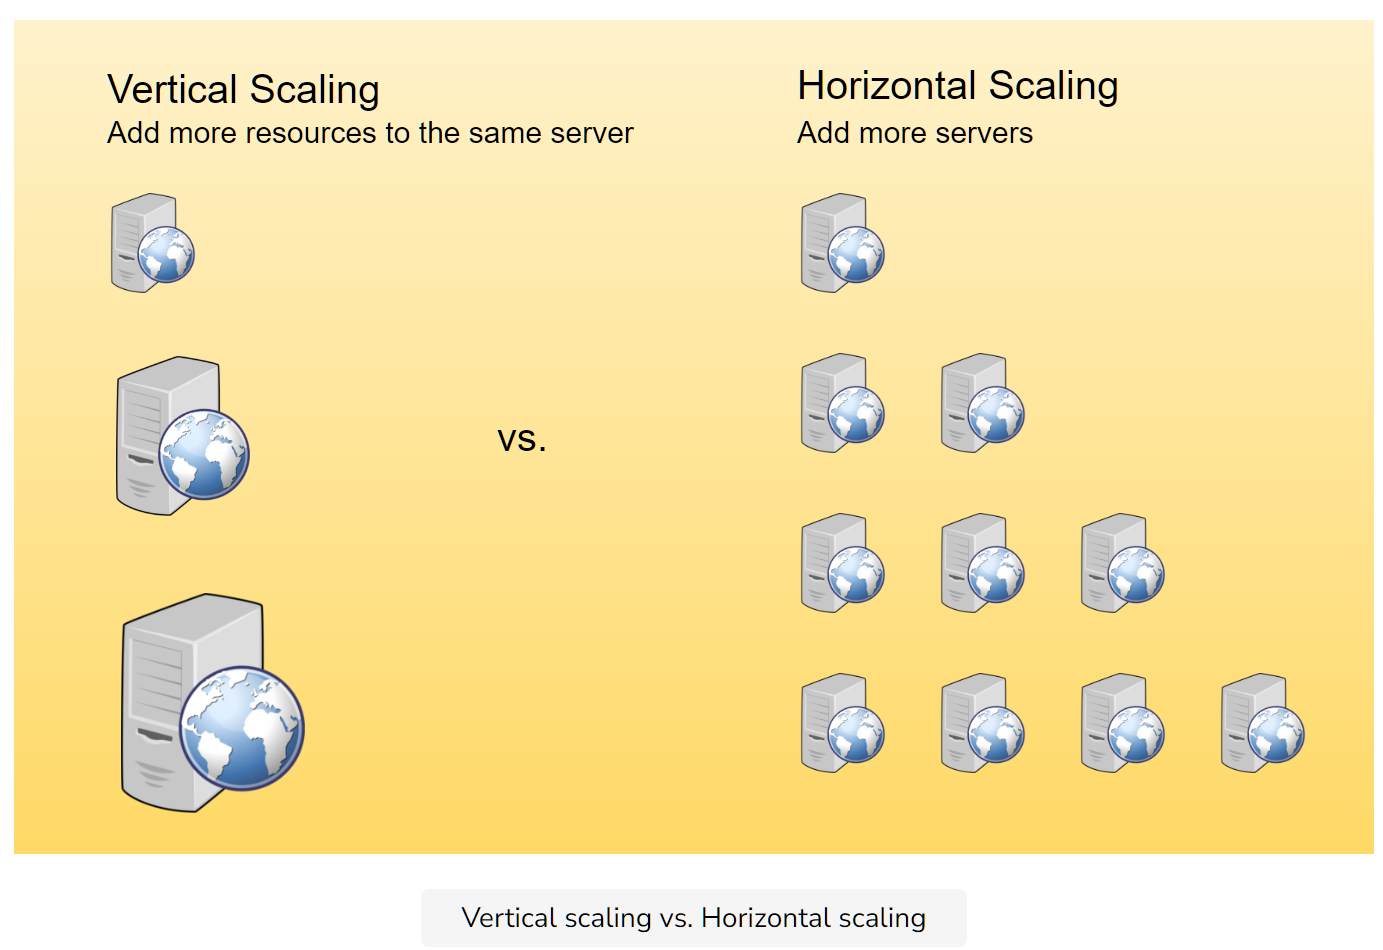 Vertical Scaling
Add more resources to the same server
Horizontal Scaling
Add more servers
vs.
Vertical scaling vs. Horizontal scaling